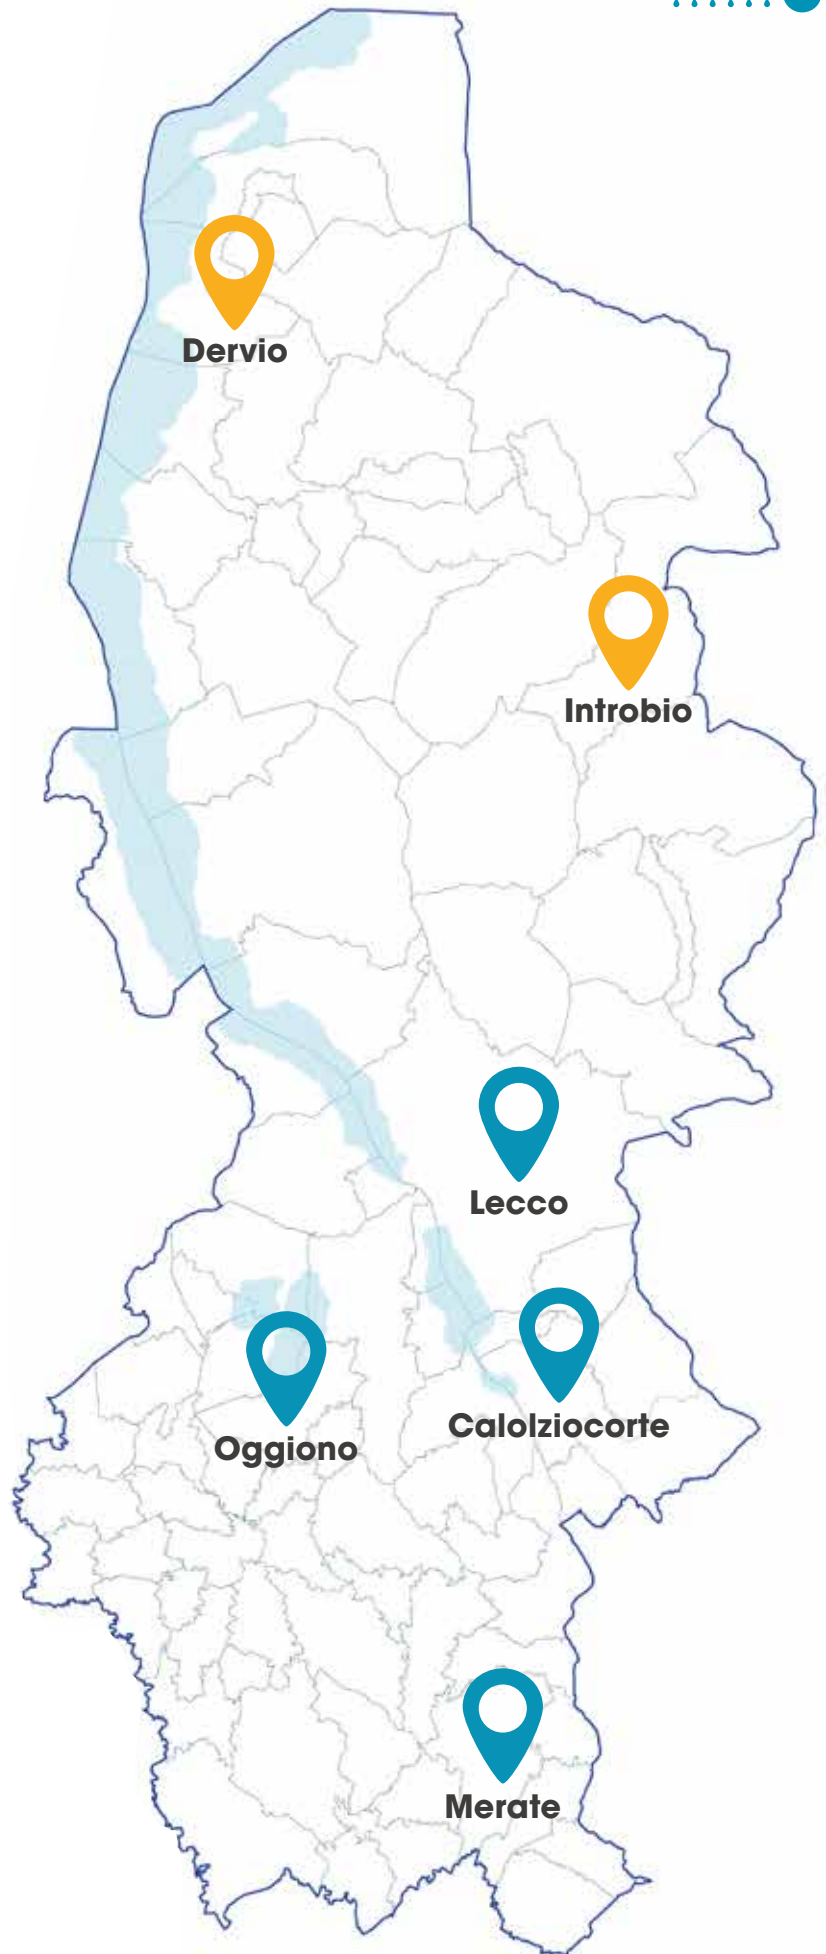 Dervio
Introbio
Lecco
Calolziocorte
Oggiono
Merate